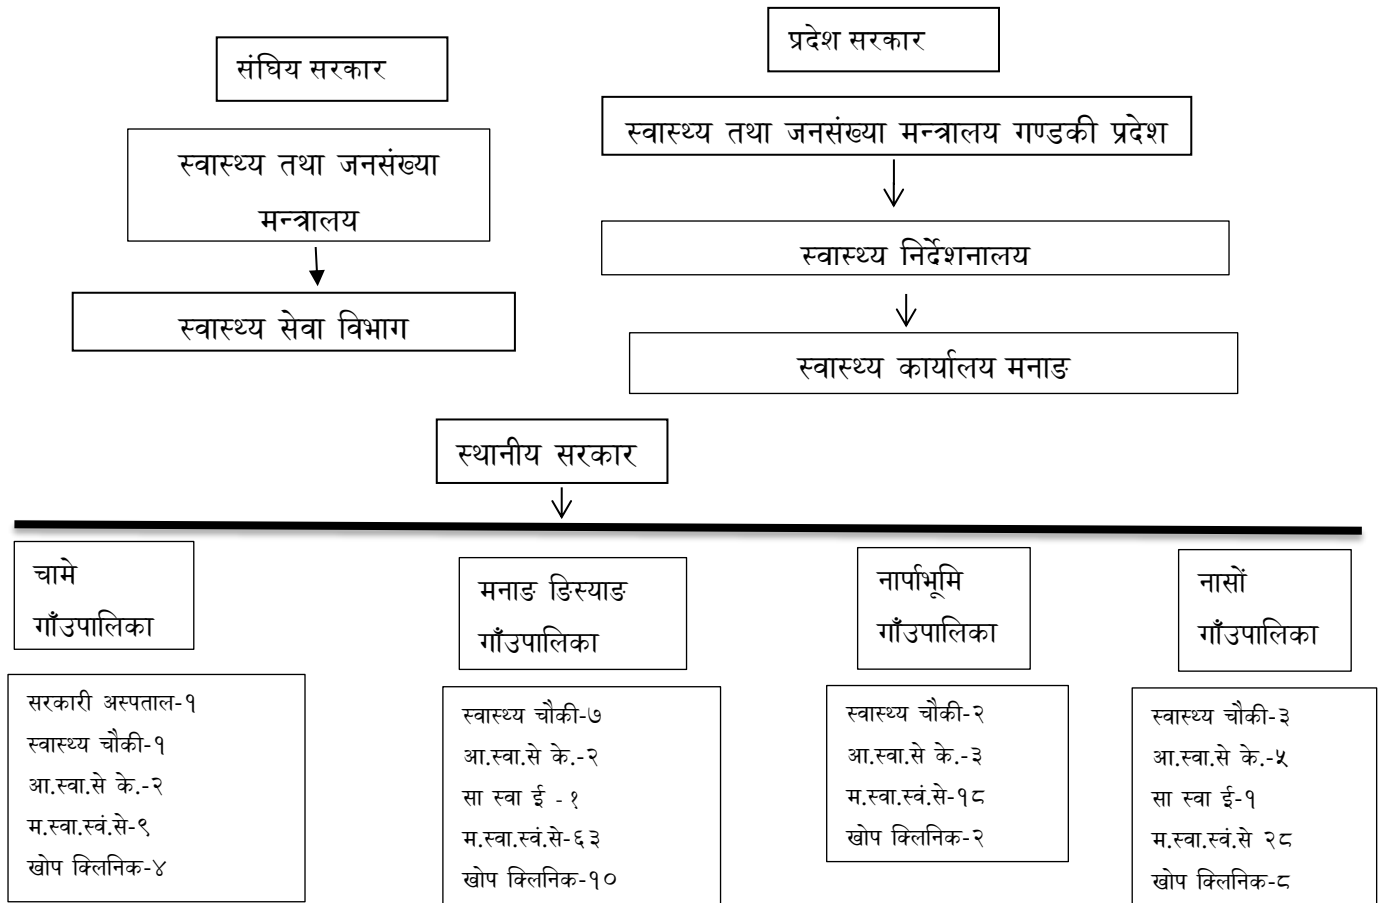 संघिय सरकार
प्रदेश सरकार
स्वास्थ्य तथा जनसंख्या
मन्त्रालय
स्वास्थ्य सेवा विभाग
स्वास्थ्य तथा जनसंख्या मन्त्रालय गण्डकी प्रदेश
स्वास्थ्य निर्देशनालय
स्वास्थ्य कार्यालय मनाङ
स्थानीय सरकार
चामे
गाँउपालिका
सरकारी अस्पताल-१
स्वास्थ्य चौकी-१
आ.स्वा.से के.-२
म.स्वा.स्वं.से-९
खोप क्लिनिक-४
मनाङ ङिस्याङ
गाँउपालिका
स्वास्थ्य चौकी-७
आ.स्वा.से के.-२
सा स्वा ई - १
म.स्वा.स्वं.से-६३
खोप क्लिनिक-१०
नार्पाभूमि
गाँउपालिका
स्वास्थ्य चौकी-२
आ.स्वा.से के.-३
म.स्वा.स्वं.से-१८
खोप क्लिनिक-२
नासों
गाँउपालिका
स्वास्थ्य चौकी-३
आ.स्वा.से के.-५
सा स्वा ई-१
म.स्वा.स्वं.से २८
खोप क्लिनिक-८